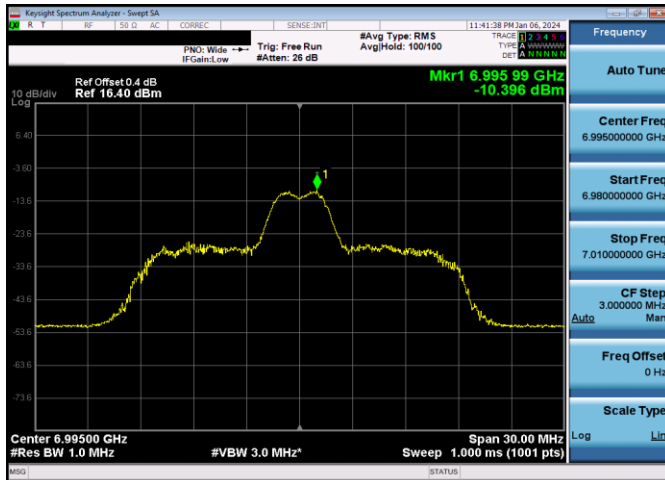 Keysight Spectrum Analyzer - Swept SA
R T RF 50 Ω AC CORREC SENSE:INT 11:41:38 PM Jan 06, 2024
#Avg Type: RMS
TRACE 1 2 3 4 5 6
PNO: Wide Trig: Free Run Avg|Hold: 100/100
TYPE A WWWWW
IFGain:Low #Atten: 26 dB
DET A N N N N N
Mkr1 6.995 99 GHz
-10.396 dBm
Ref Offset 0.4 dB
10 dB/div Ref 16.40 dBm
Log
6.40
-3.60
-13.6
-23.6
-33.6
-43.6
-53.6
-63.6
-73.6
1
Center 6.99500 GHz Span 30.00 MHz
#Res BW 1.0 MHz #VBW 3.0 MHz* Sweep 1.000 ms (1001 pts)
MSG STATUS
Frequency
Auto Tune
Center Freq
6.995000000 GHz
Start Freq
6.980000000 GHz
Stop Freq
7.010000000 GHz
CF Step
3.000000 MHz
Auto Man
Freq Offset
0 Hz
Scale Type
Log Lin